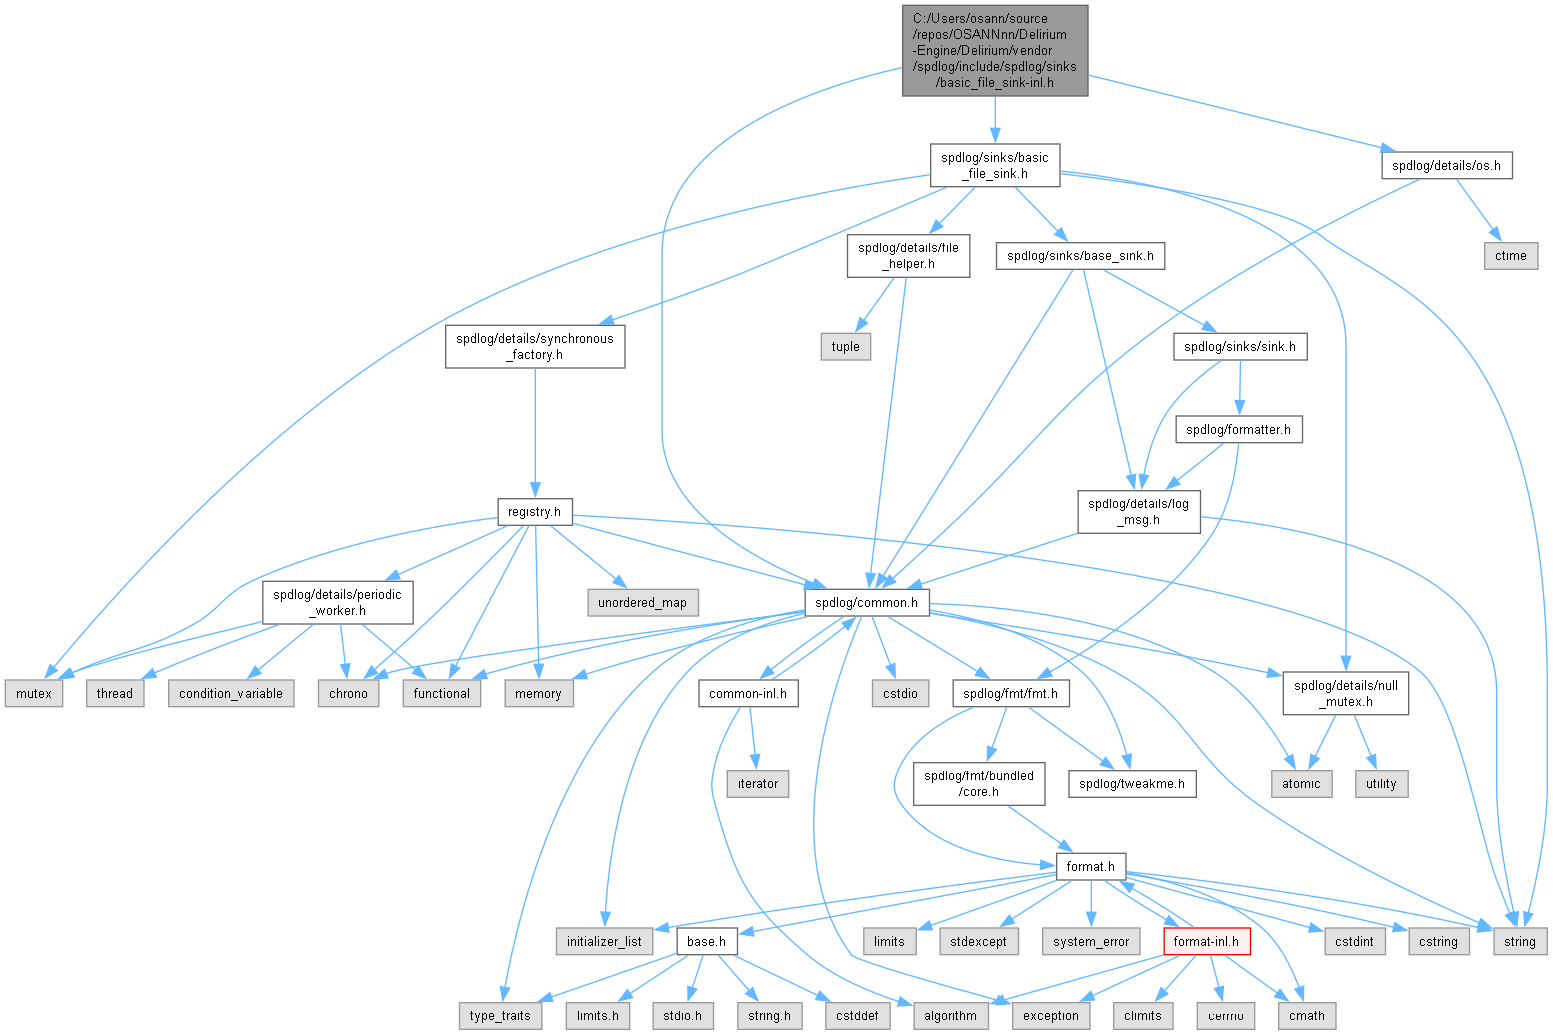 C:/Users/osann/source
/repos/OSANNnn/Delirium
-Engine/Delirium/vendor
/spdlog/include/spdlog/sinks
/basic_file_sink-inl.h
spdlog/sinks/basic
_file_sink.h
spdlog/details/os.h
spdlog/details/file
_helper.h
spdlog/sinks/base_sink.h
ctime
spdlog/details/synchronous
_factory.h
tuple
spdlog/sinks/sink.h
spdlog/formatter.h
registry.h
spdlog/details/log
_msg.h
spdlog/details/periodic
_worker.h
unordered_map
spdlog/common.h
mutex
thread
condition_variable
chrono
functional
memory
common-inl.h
cstdio
spdlog/fmt/fmt.h
spdlog/details/null
_mutex.h
iterator
spdlog/fmt/bundled
/core.h
spdlog/tweakme.h
atomic
utility
format.h
initializer_list
base.h
limits
stdexcept
system_error
format-inl.h
cstdint
cstring
string
type_traits
limits.h
stdio.h
string.h
cstddef
algorithm
exception
climits
cerrno
cmath